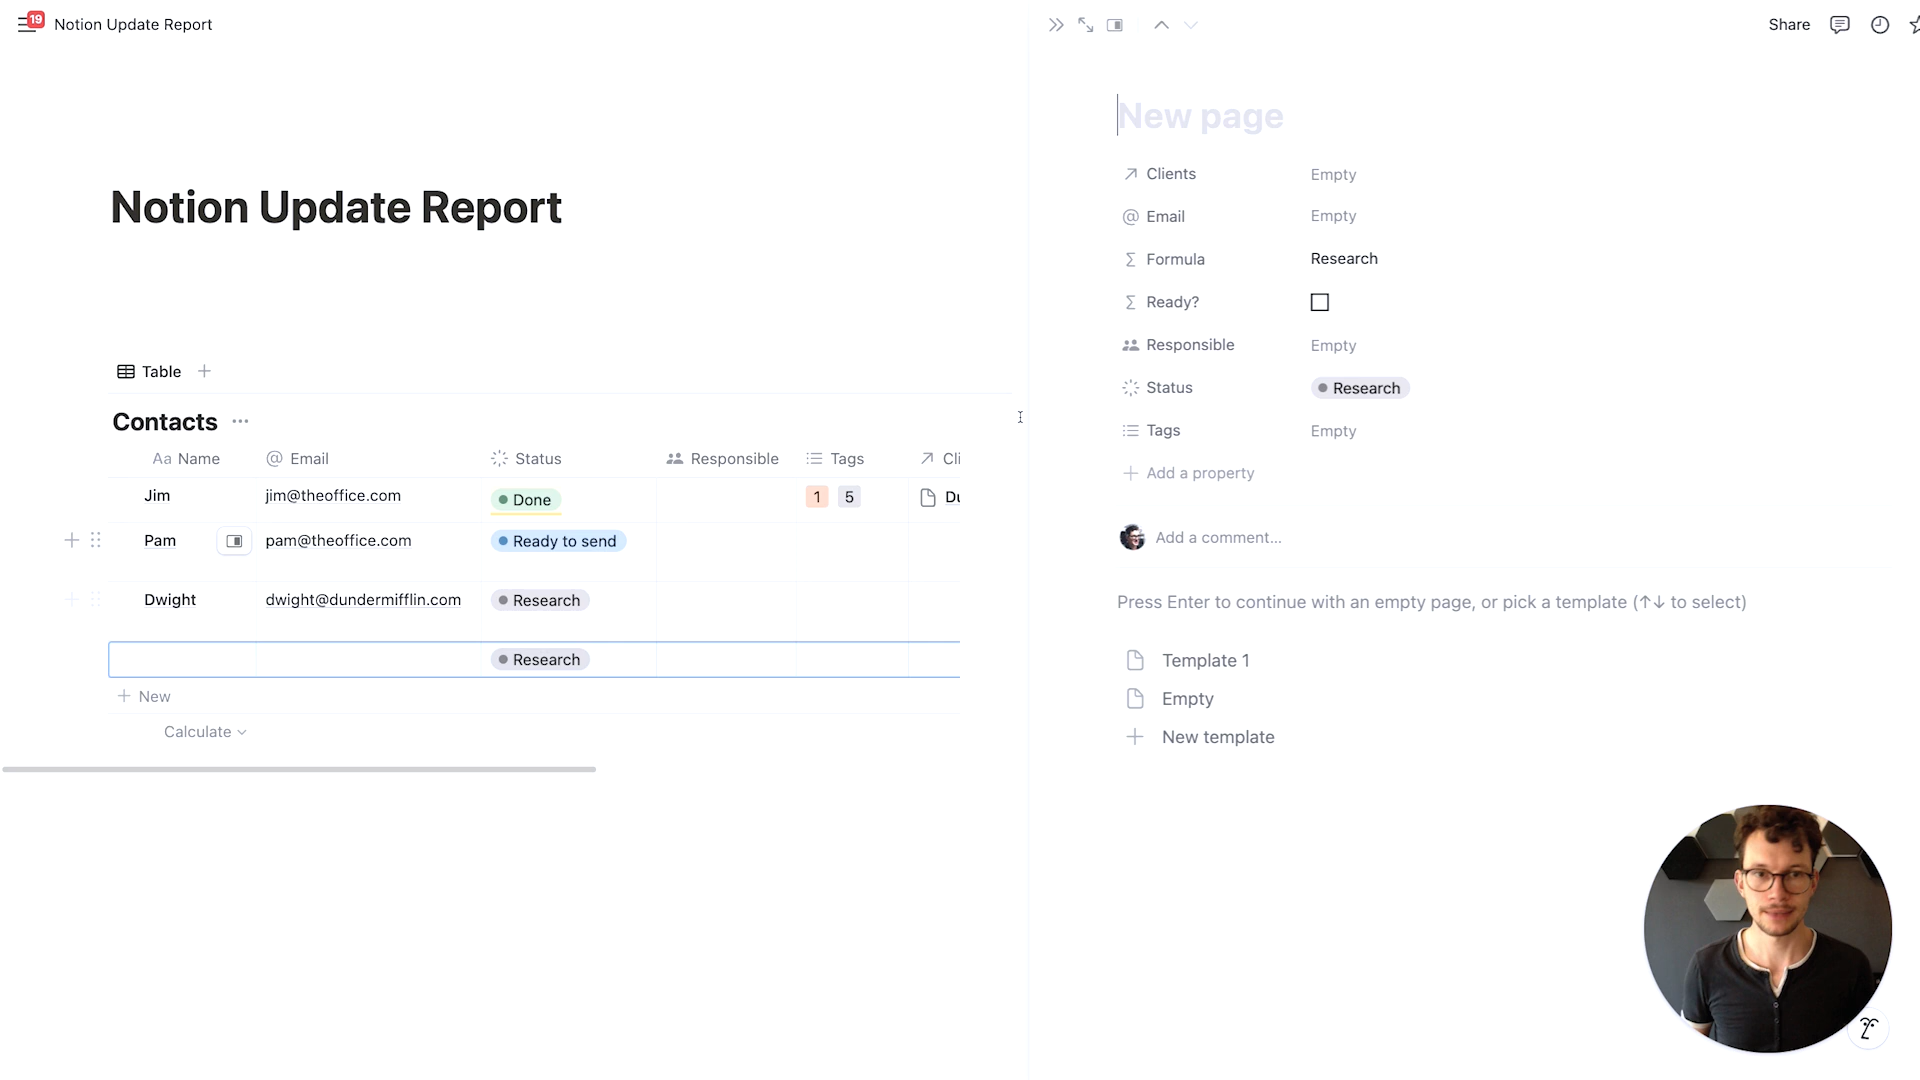 19 Notion Update Report
Share
Notion Update Report
Table
Contacts
Aa Name @ Email Status Responsible Tags Cli
Jim jim@theoffice.com Done 1 5 Du
Pam pam@theoffice.com Ready to send
Dwight dwight@dundermifflin.com Research
Research
+ New
Calculate
New page
Clients Empty
@ Email Empty
Σ Formula Research
Σ Ready?
Responsible Empty
Status Research
Tags Empty
+ Add a property
Add a comment...
Press Enter to continue with an empty page, or pick a template (↑↓ to select)
Template 1
Empty
+ New template